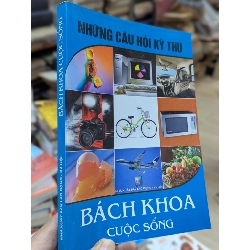 NHỮNG CÂU HỎI KỲ THÚ
BÁCH KHOA
CUỘC SỐNG
BÁCH KHOA CUỘC SỐNG